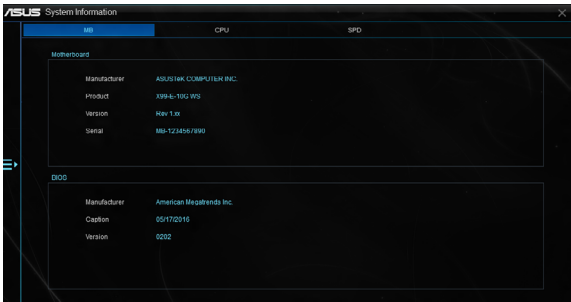 ASUS System Information
MB CPU SPD
Motherboard
Manufacturer ASUSTeK COMPUTER INC.
Product X99-E-10G WS
Version Rev 1.xx
Serial MB-1234567890
BIOS
Manufacturer American Megatrends Inc.
Caption 05/17/2016
Version 0202